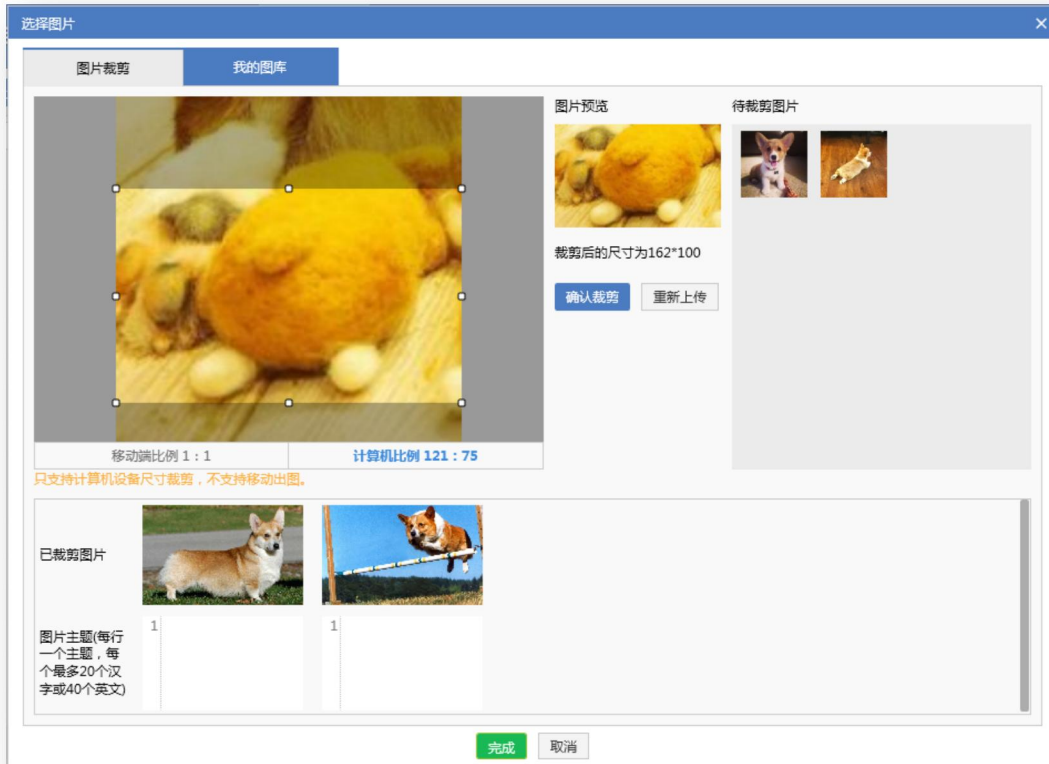 选择图片
×
图片裁剪
我的图库
图片预览
待裁剪图片
裁剪后的尺寸为162*100
确认裁剪
重新上传
移动端比例 1：1
计算机比例 121：75
只支持计算机设备尺寸裁剪，不支持移动出图。
已裁剪图片
图片主题(每行
一个主题，每
个最多20个汉
字或40个英文)
1
1
完成
取消